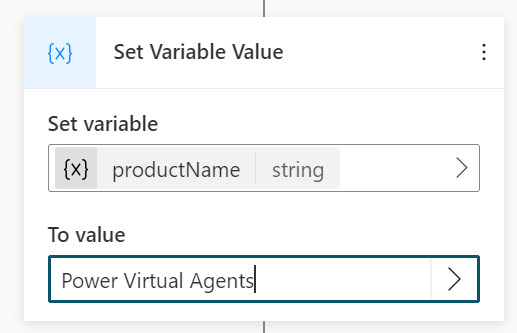 {x} Set Variable Value
Set variable
{x} productName string
To value
Power Virtual Agents